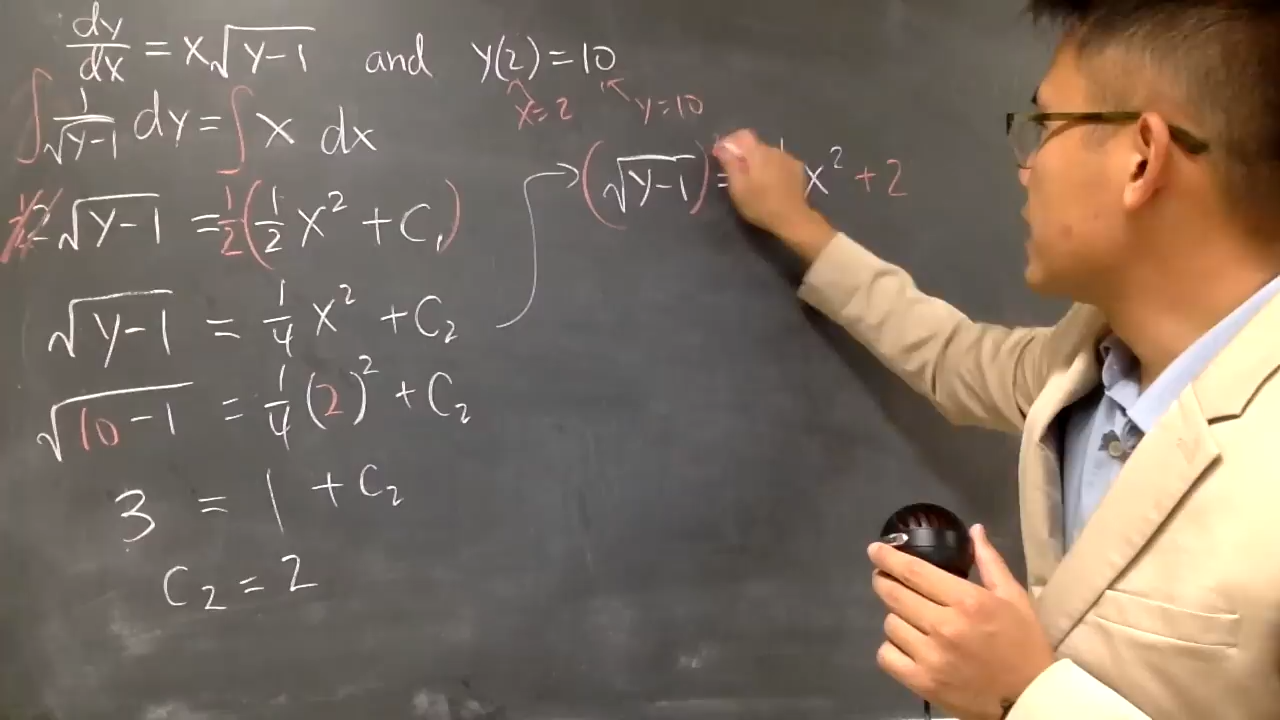 dy/dx = x√(y-1) and y(2)=10
x=2 y=10
∫ 1/√(y-1) dy = ∫ x dx
2√(y-1) = 1/2 (1/2 x² + C₁)
√(y-1) = 1/4 x² + C₂
√(10-1) = 1/4 (2)² + C₂
3 = 1 + C₂
C₂ = 2
(√(y-1)) = x² + 2